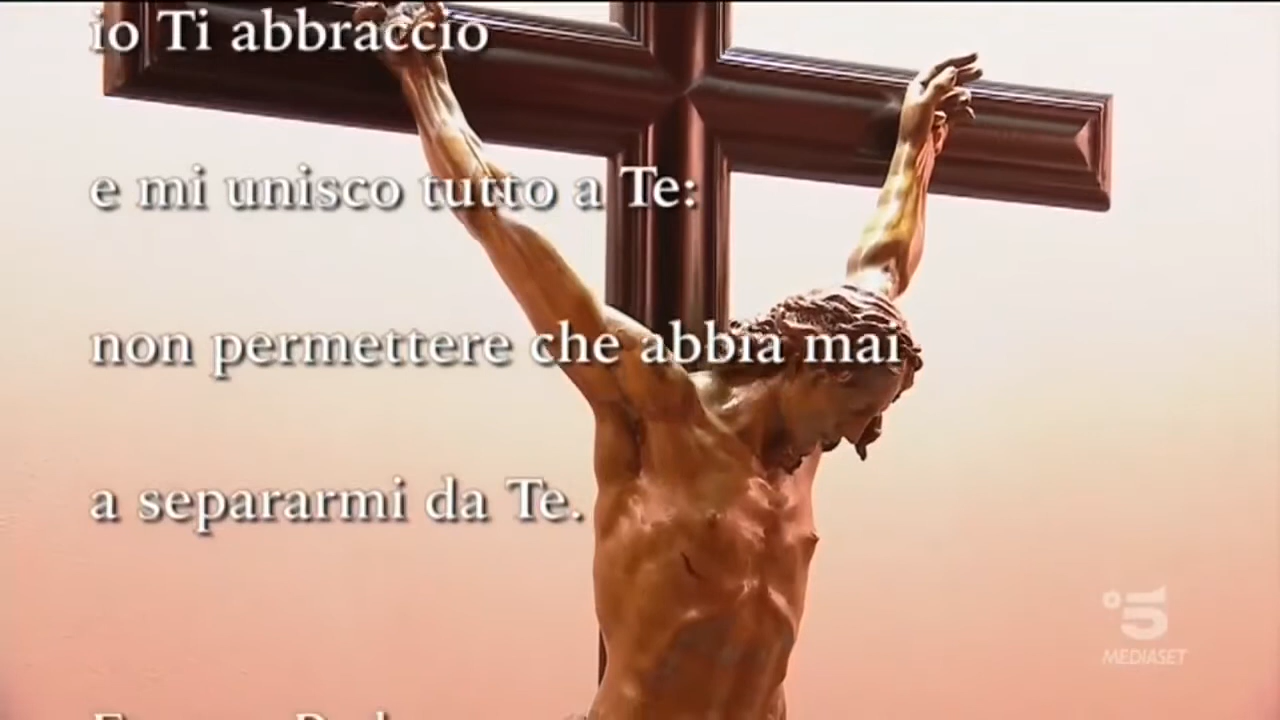 io Ti abbraccio
e mi unisco tutto a Te:
non permettere che abbia mai
a separarmi da Te.
5
MEDIASET